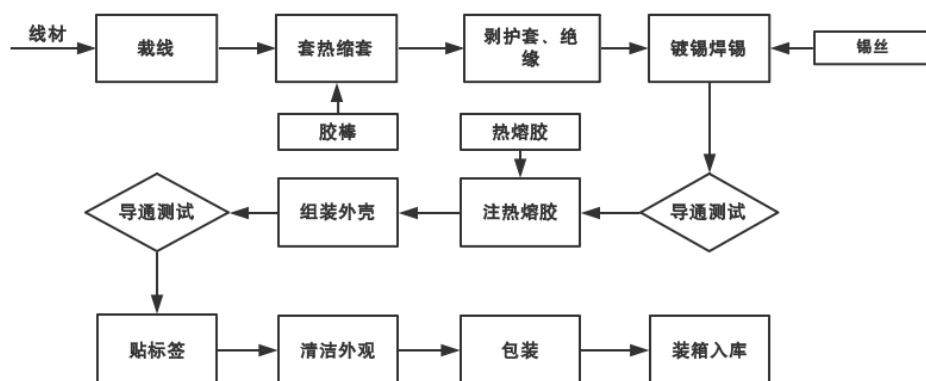 线材
裁线
套热缩套
剥护套、绝
缘
镀锡焊锡
锡丝
胶棒
热熔胶
导通测试
组装外壳
注热熔胶
导通测试
贴标签
清洁外观
包装
装箱入库